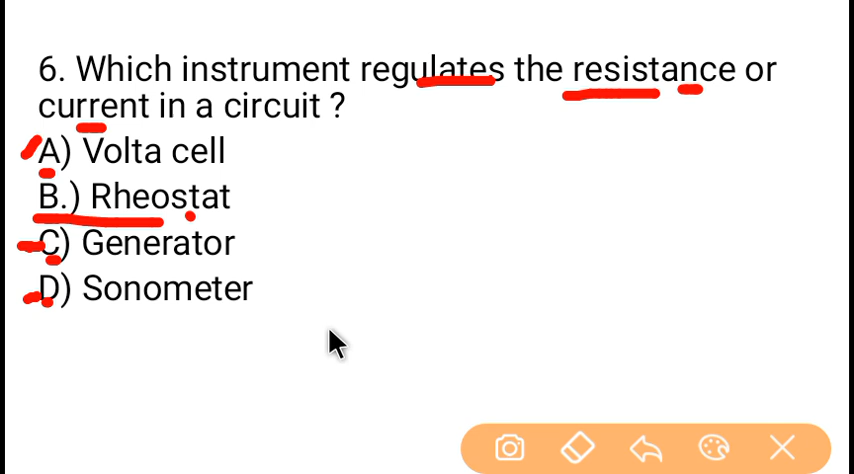 6. Which instrument regulates the resistance or
current in a circuit ?
A) Volta cell
B.) Rheostat
C) Generator
D) Sonometer